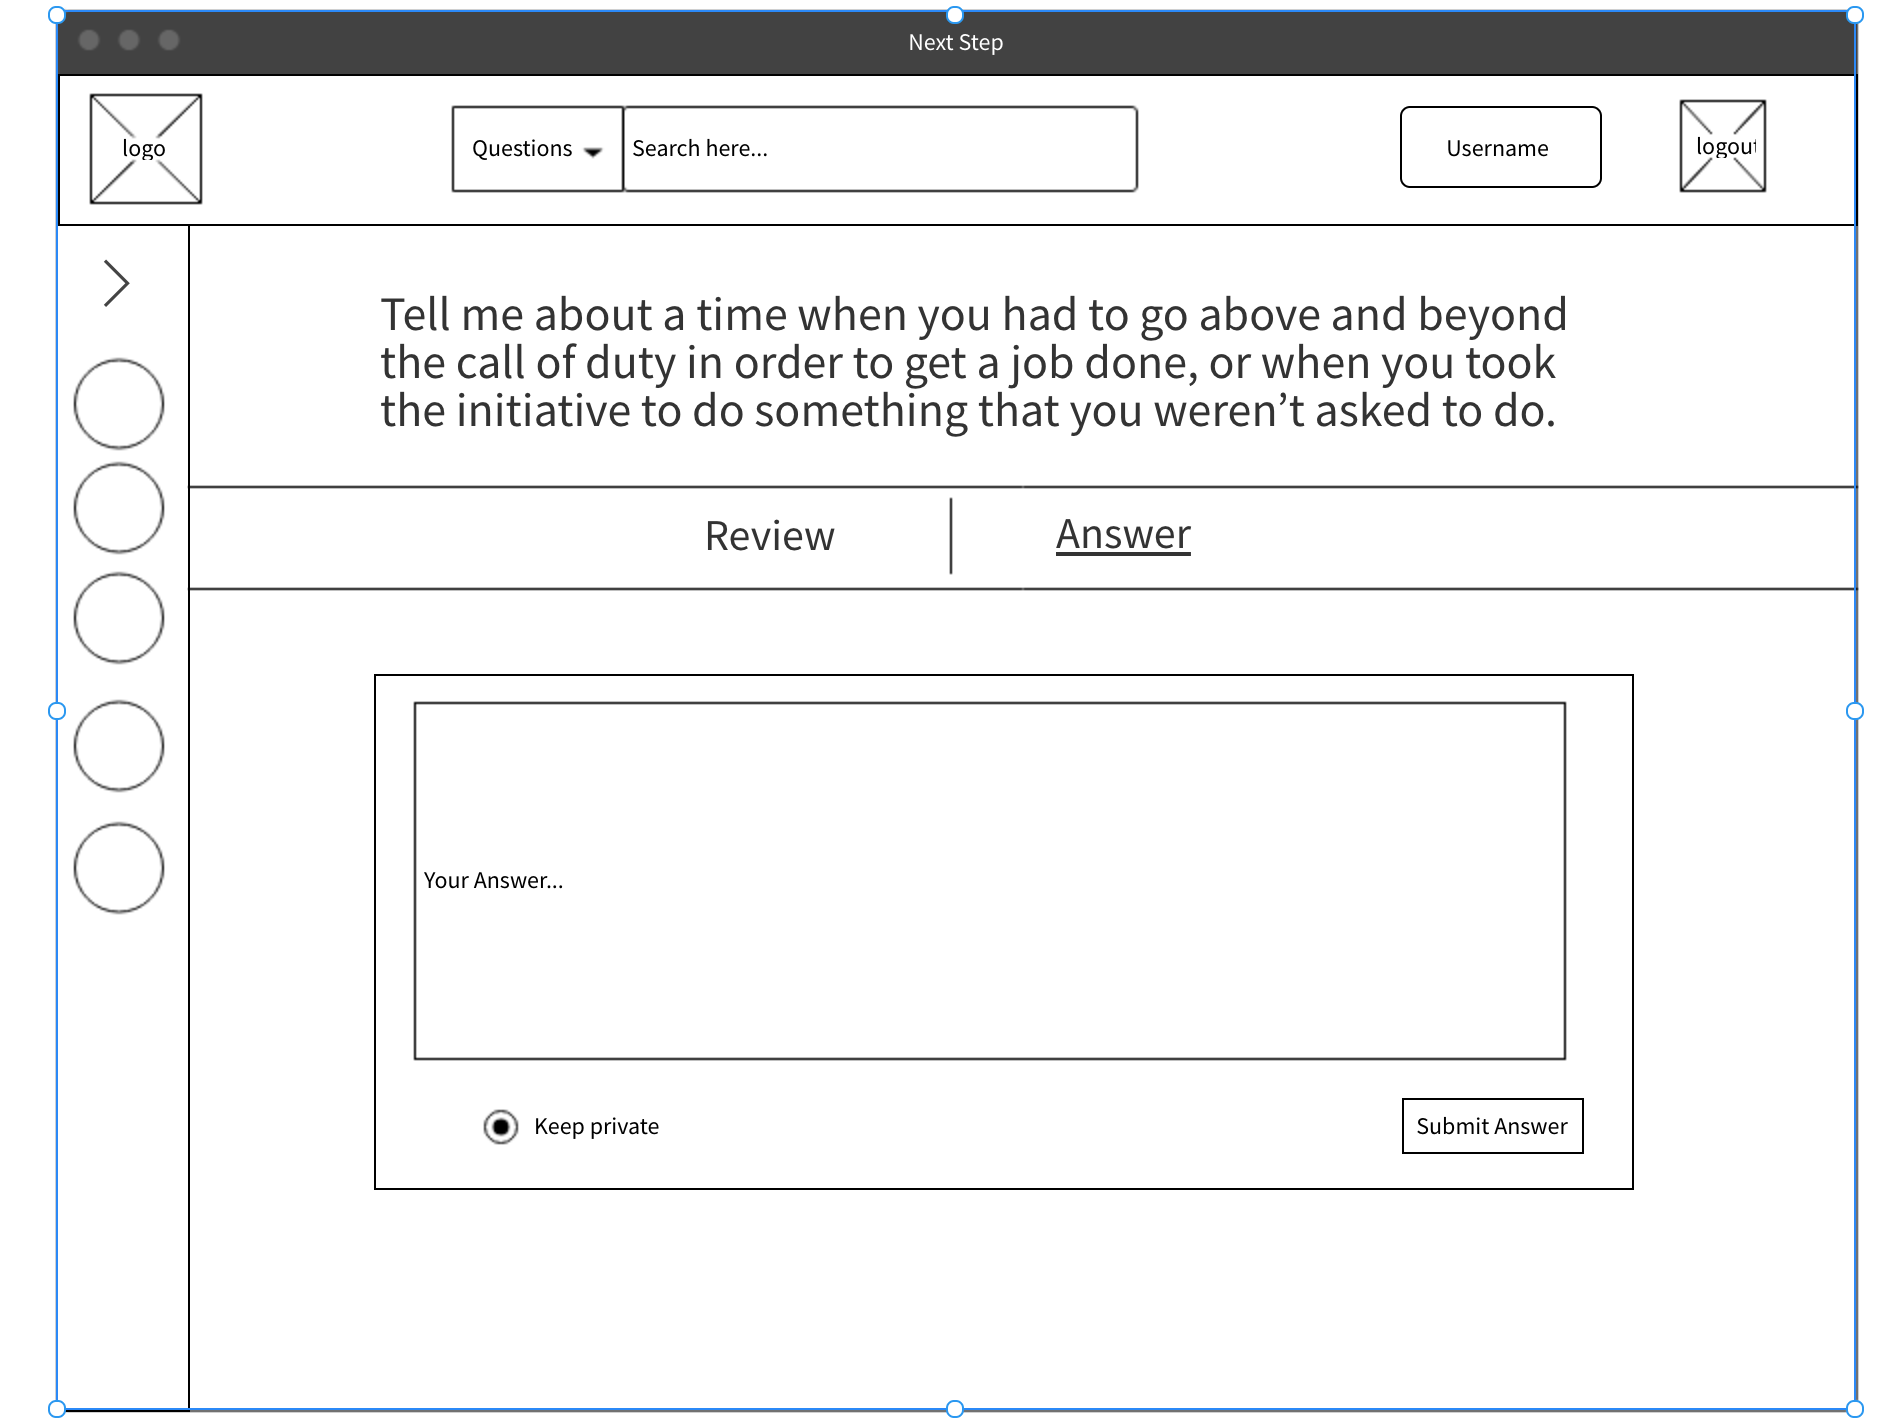 Next Step
logo
Questions
Search here...
Username
logout
Tell me about a time when you had to go above and beyond
the call of duty in order to get a job done, or when you took
the initiative to do something that you weren’t asked to do.
Review
Answer
Your Answer...
Keep private
Submit Answer